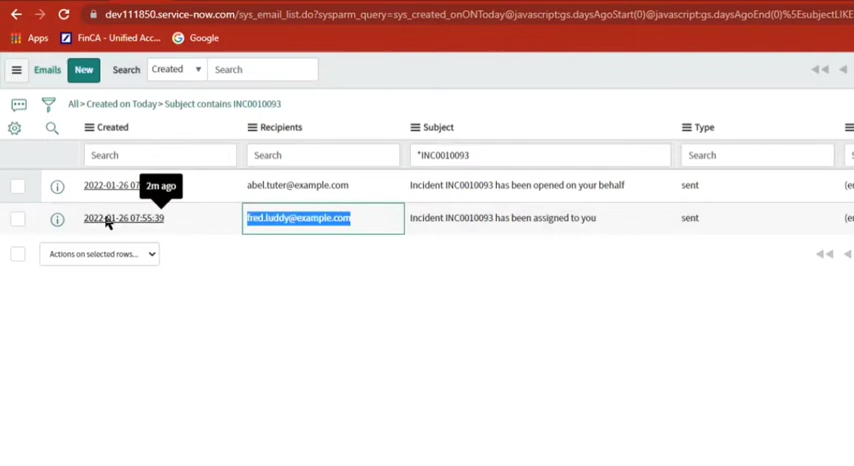 dev111850.service-now.com/sys_email_list.do?sysparm_query=sys_created_onONToday@javascript:gs.daysAgoStart(0)@javascript:gs.daysAgoEnd(0)%5EsubjectLIKE
Apps FinCA - Unified Acc... Google
Emails New Search Created Search
All > Created on Today > Subject contains INC0010093
Created Recipients Subject Type
Search Search *INC0010093 Search
2022-01-26 07 2m ago abel.tuter@example.com Incident INC0010093 has been opened on your behalf sent
2022-01-26 07:55:39 fred.luddy@example.com Incident INC0010093 has been assigned to you sent
Actions on selected rows...